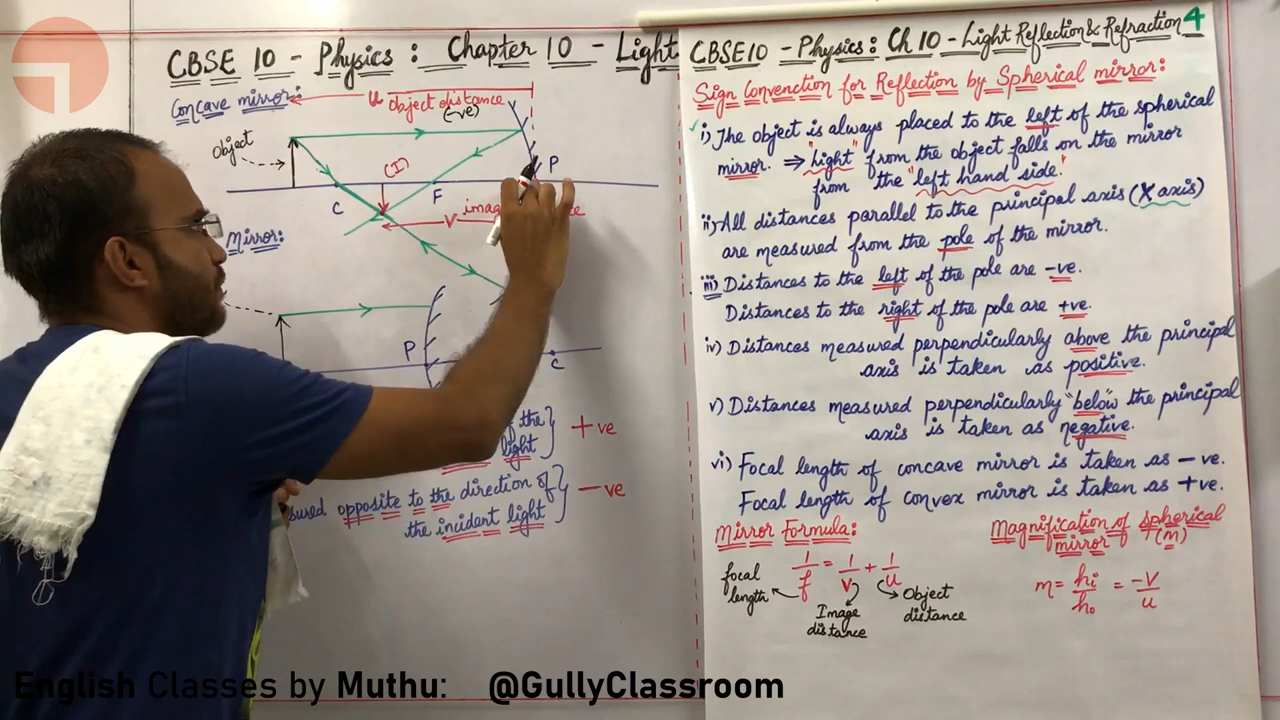 CBSE 10 - Physics : Chapter 10 - Light
Concave mirror:
u object distance
(-ve)
Object
P
(I)
C
F
V
Mirror:
P
C
of the
light
+ve
sured opposite to the direction of
the incident light
-ve
CBSE10 - Physics: Ch 10 - Light Reflection & Refraction 4
Sign Convenction for Reflection by Spherical mirror:
i) The object is always placed to the left of the spherical
mirror. ⇒ "Light" from the object falls on the mirror
from the "left hand side."
ii) All distances parallel to the principal axis (X axis)
are measured from the pole of the mirror.
iii) Distances to the left of the pole are -ve.
Distances to the right of the pole are +ve.
iv) Distances measured perpendicularly above the principal
axis is taken as positive.
v) Distances measured perpendicularly "below" the principal
axis is taken as negative.
vi) Focal length of concave mirror is taken as -ve.
Focal length of convex mirror is taken as +ve.
Mirror Formula:
1/f = 1/v + 1/u
focal length
Image distance
Object distance
Magnification of spherical
mirror (m)
m = hi/ho = -v/u
English Classes by Muthu: @GullyClassroom